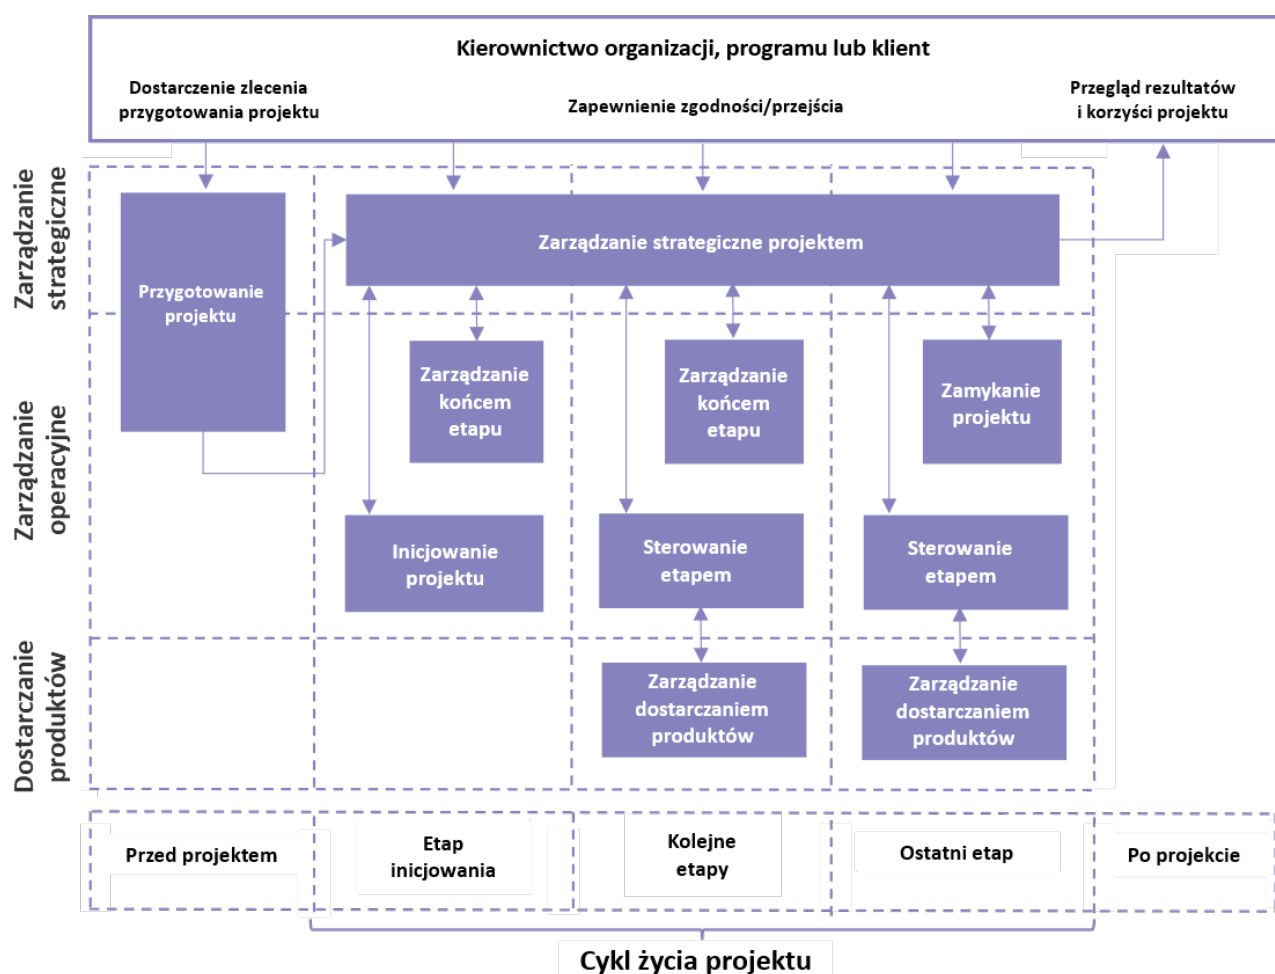 Kierownictwo organizacji, programu lub klient
Dostarczenie zlecenia
przygotowania projektu
Zapewnienie zgodności/przejścia
Przegląd rezultatów
i korzyści projektu
Zarządzanie
strategiczne
Przygotowanie
projektu
Zarządzanie strategiczne projektem
Zarządzanie
operacyjne
Zarządzanie
końcem
etapu
Zarządzanie
końcem
etapu
Zamykanie
projektu
Inicjowanie
projektu
Sterowanie
etapem
Sterowanie
etapem
Dostarczanie
produktów
Zarządzanie
dostarczaniem
produktów
Zarządzanie
dostarczaniem
produktów
Przed projektem
Etap
inicjowania
Kolejne
etapy
Ostatni etap
Po projekcie
Cykl życia projektu